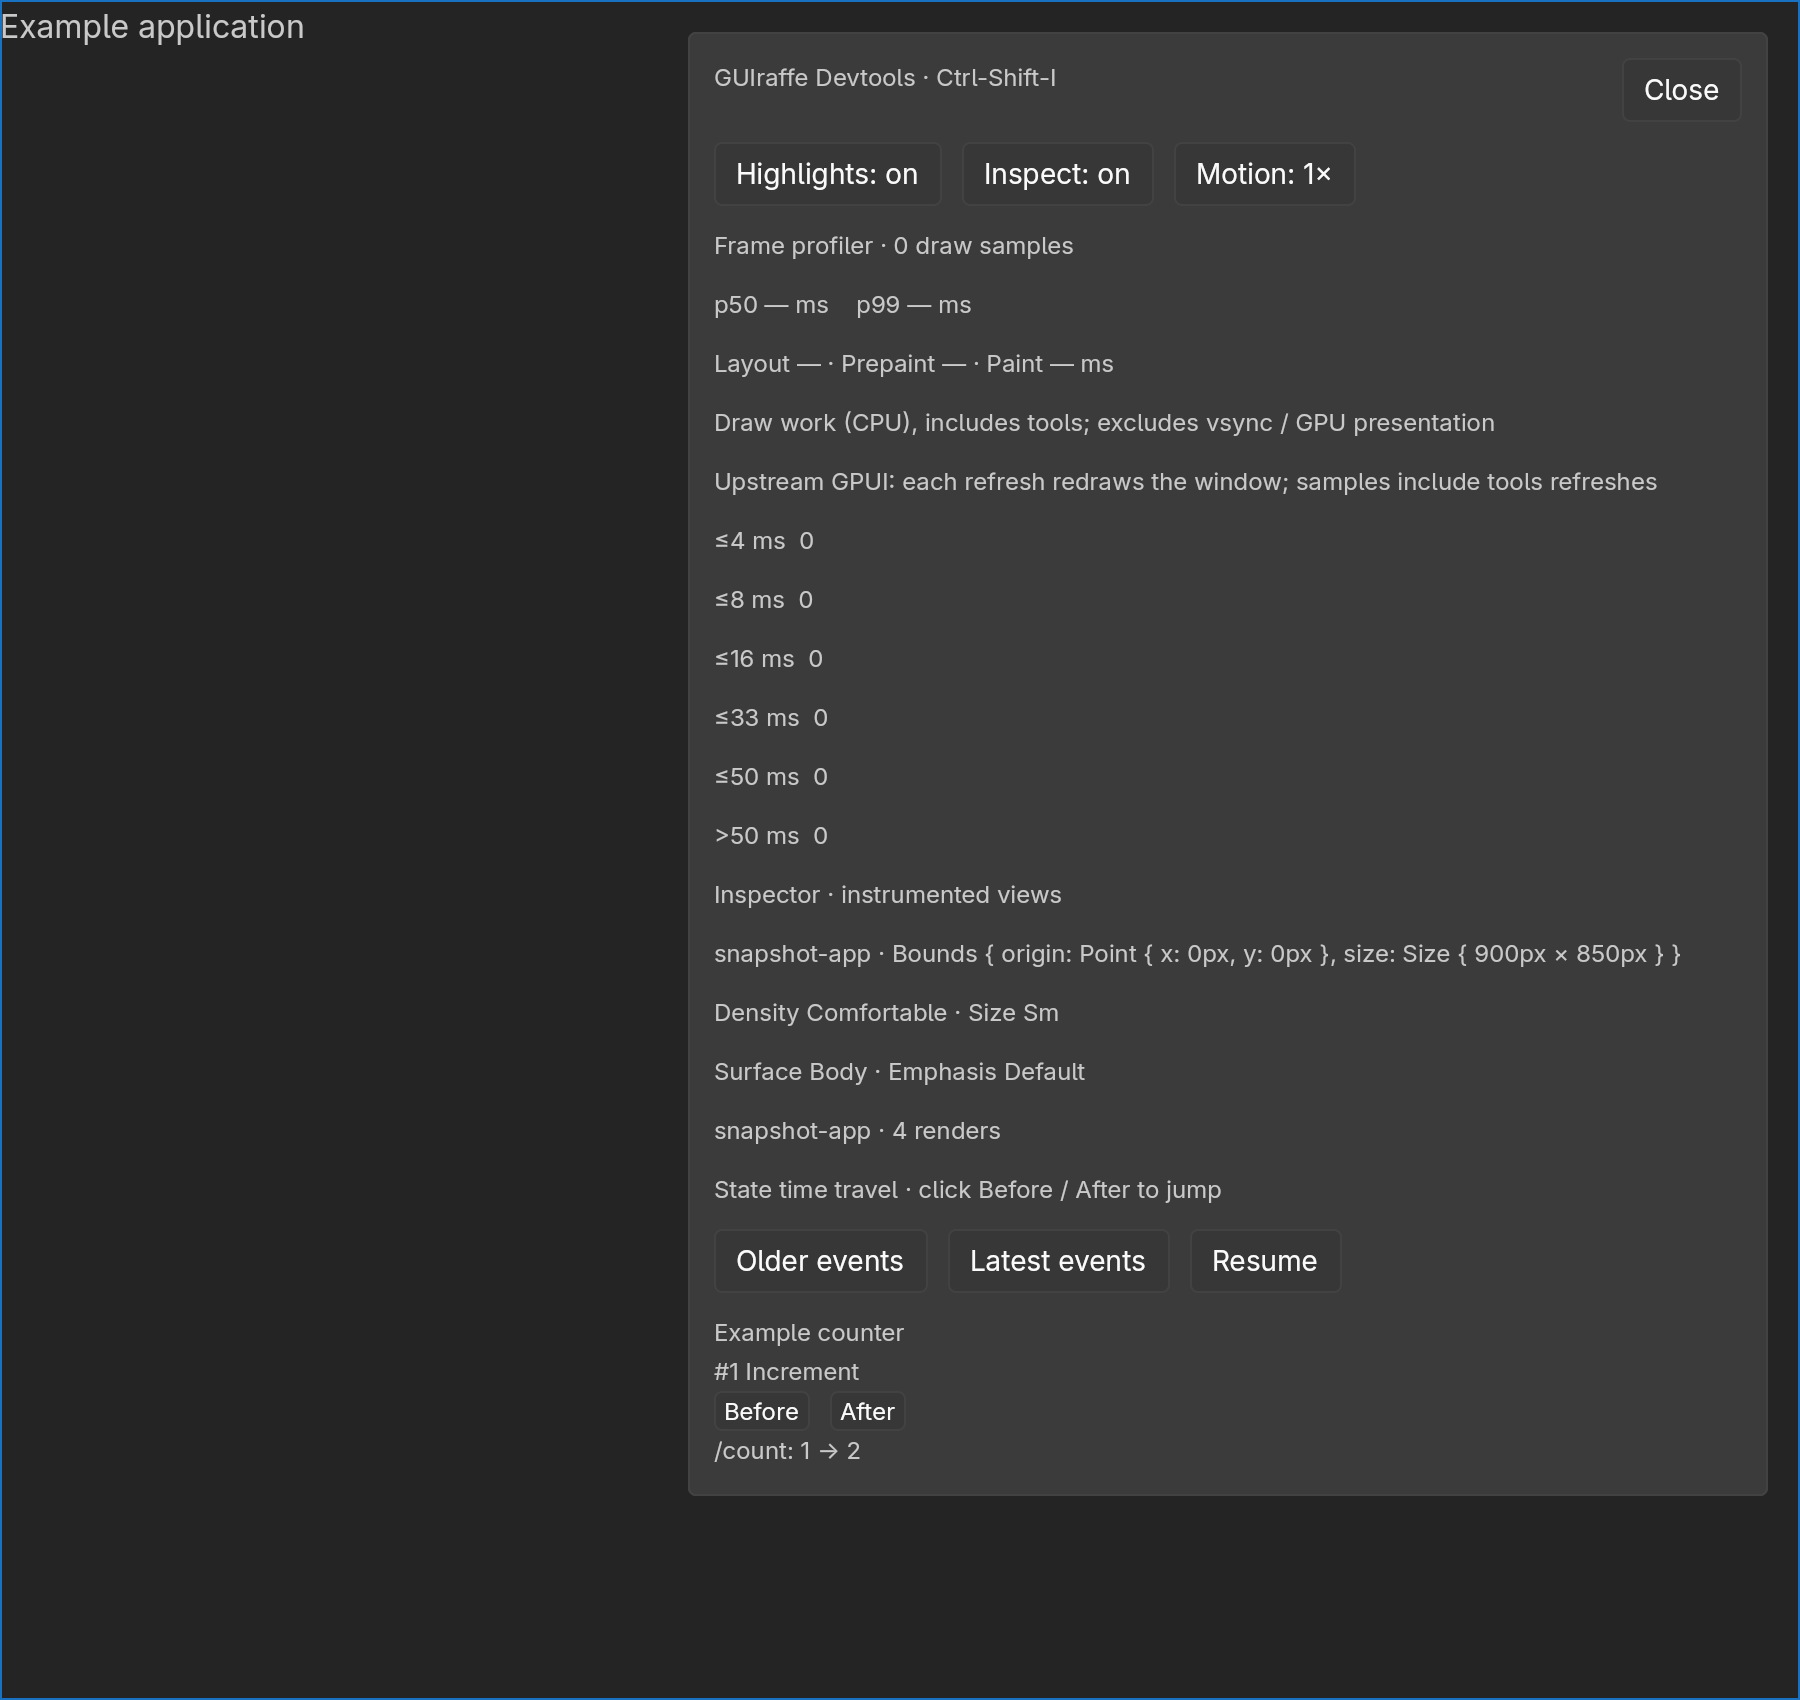 Example application
GUIraffe Devtools · Ctrl-Shift-I
Close
Highlights: on
Inspect: on
Motion: 1×
Frame profiler · 0 draw samples
p50 — ms p99 — ms
Layout — · Prepaint — · Paint — ms
Draw work (CPU), includes tools; excludes vsync / GPU presentation
Upstream GPUI: each refresh redraws the window; samples include tools refreshes
≤4 ms 0
≤8 ms 0
≤16 ms 0
≤33 ms 0
≤50 ms 0
>50 ms 0
Inspector · instrumented views
snapshot-app · Bounds { origin: Point { x: 0px, y: 0px }, size: Size { 900px × 850px } }
Density Comfortable · Size Sm
Surface Body · Emphasis Default
snapshot-app · 4 renders
State time travel · click Before / After to jump
Older events
Latest events
Resume
Example counter
#1 Increment
Before
After
/count: 1 → 2